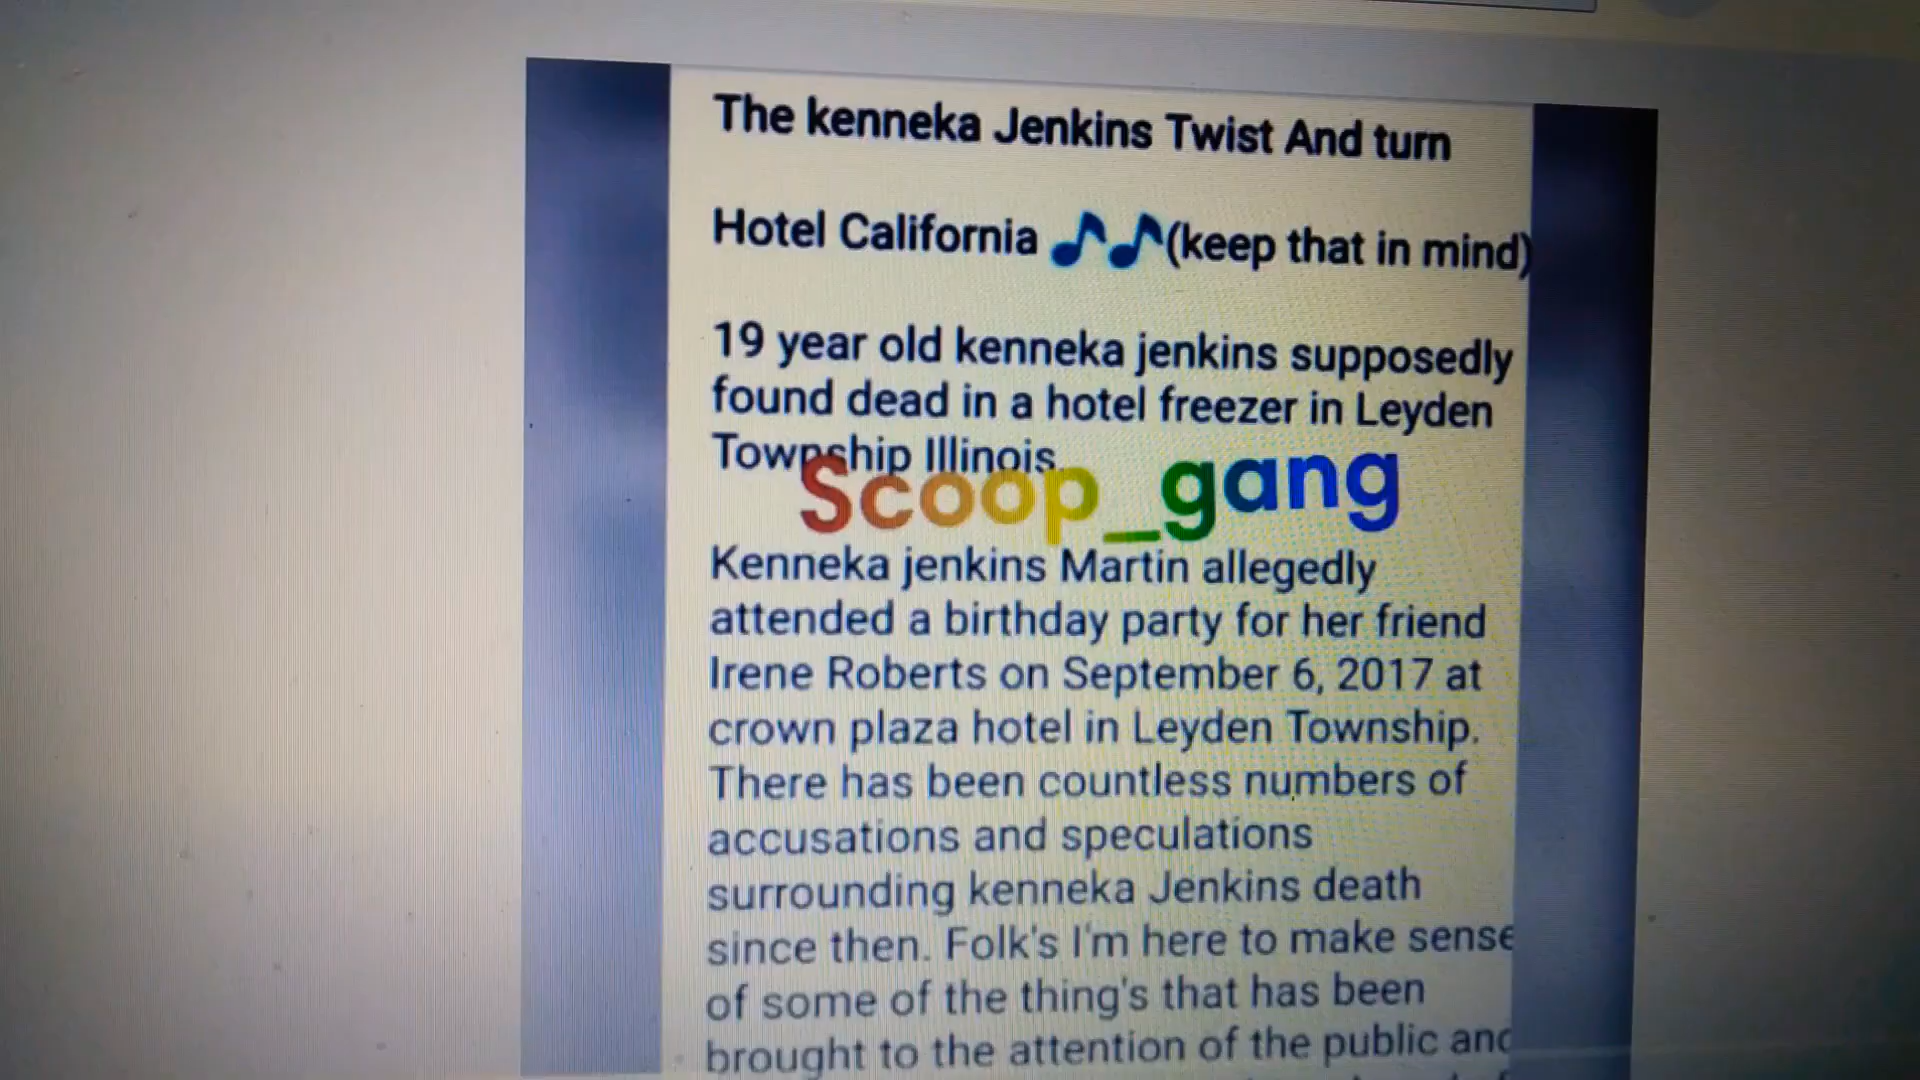 The kenneka Jenkins Twist And turn
Hotel California 🎵🎵(keep that in mind)
19 year old kenneka jenkins supposedly
found dead in a hotel freezer in Leyden
Township Illinois.
Scoop_gang
Kenneka jenkins Martin allegedly
attended a birthday party for her friend
Irene Roberts on September 6, 2017 at
crown plaza hotel in Leyden Township.
There has been countless numbers of
accusations and speculations
surrounding kenneka Jenkins death
since then. Folk's I'm here to make sense
of some of the thing's that has been
brought to the attention of the public and